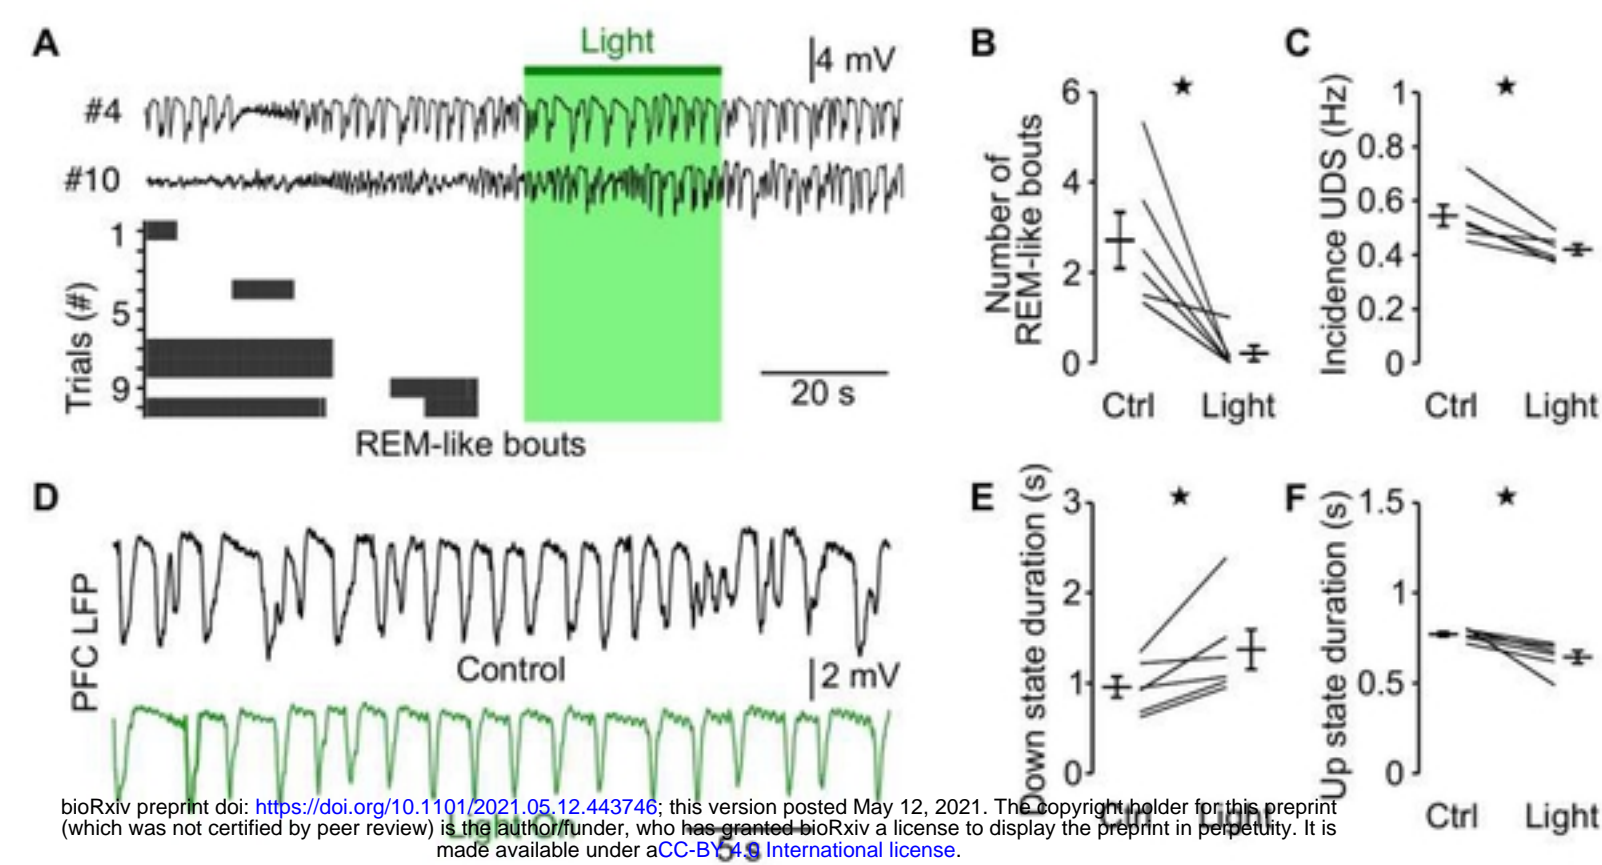 A
Light
4 mV
#4
#10
1
5
9
Trials (#)
20 s
REM-like bouts
B
6
4
2
0
Number of
REM-like bouts
Ctrl Light
C
1
0.8
0.6
0.4
0.2
0
Incidence UDS (Hz)
Ctrl Light
D
PFC LFP
Control
2 mV
Light On
5 s
E
3
2
1
0
Down state duration (s)
Ctrl Light
F
1.5
1
0.5
0
Up state duration (s)
Ctrl Light
bioRxiv preprint doi: https://doi.org/10.1101/2021.05.12.443746; this version posted May 12, 2021. The copyright holder for this preprint
(which was not certified by peer review) is the author/funder, who has granted bioRxiv a license to display the preprint in perpetuity. It is
made available under aCC-BY 4.0 International license.